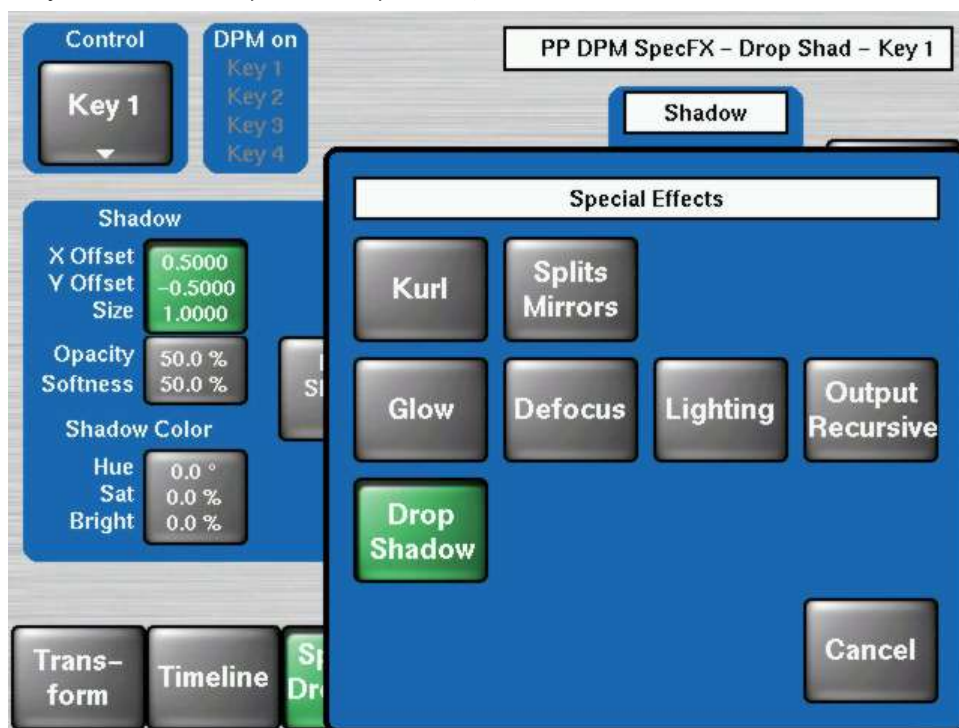 Control
Key 1
DPM on
Key 1
Key 2
Key 3
Key 4
PP DPM SpecFX – Drop Shad – Key 1
Shadow
Shadow
X Offset 0.5000
Y Offset –0.5000
Size 1.0000
Opacity 50.0 %
Softness 50.0 %
Shadow Color
Hue 0.0 °
Sat 0.0 %
Bright 0.0 %
Special Effects
Kurl
Splits
Mirrors
Glow
Defocus
Lighting
Output
Recursive
Drop
Shadow
Cancel
Trans–
form
Timeline